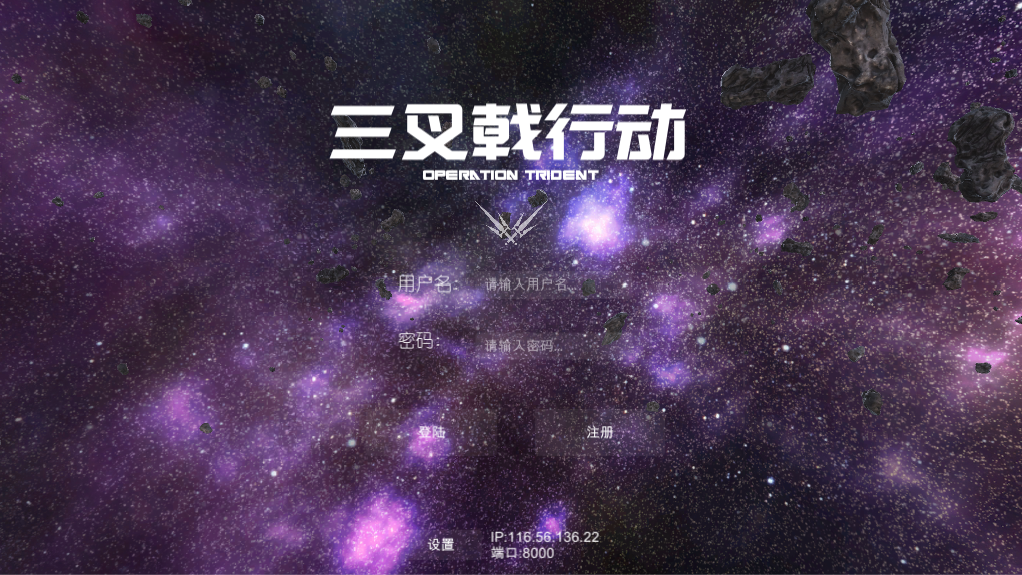 三叉戟行动
OPERATION TRIDENT
用户名:
请输入用户名...
密码:
请输入密码...
登陆
注册
设置
IP:116.56.136.22
端口:8000